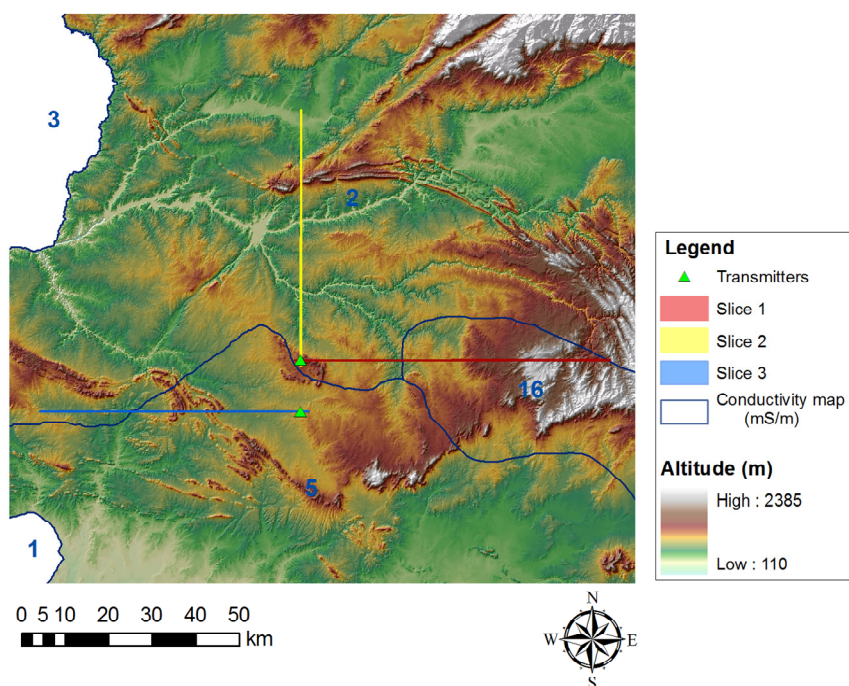 3
2
16
5
1
Legend
Transmitters
Slice 1
Slice 2
Slice 3
Conductivity map
(mS/m)
Altitude (m)
High : 2385
Low : 110
0 5 10 20 30 40 50
km
N
W E
S